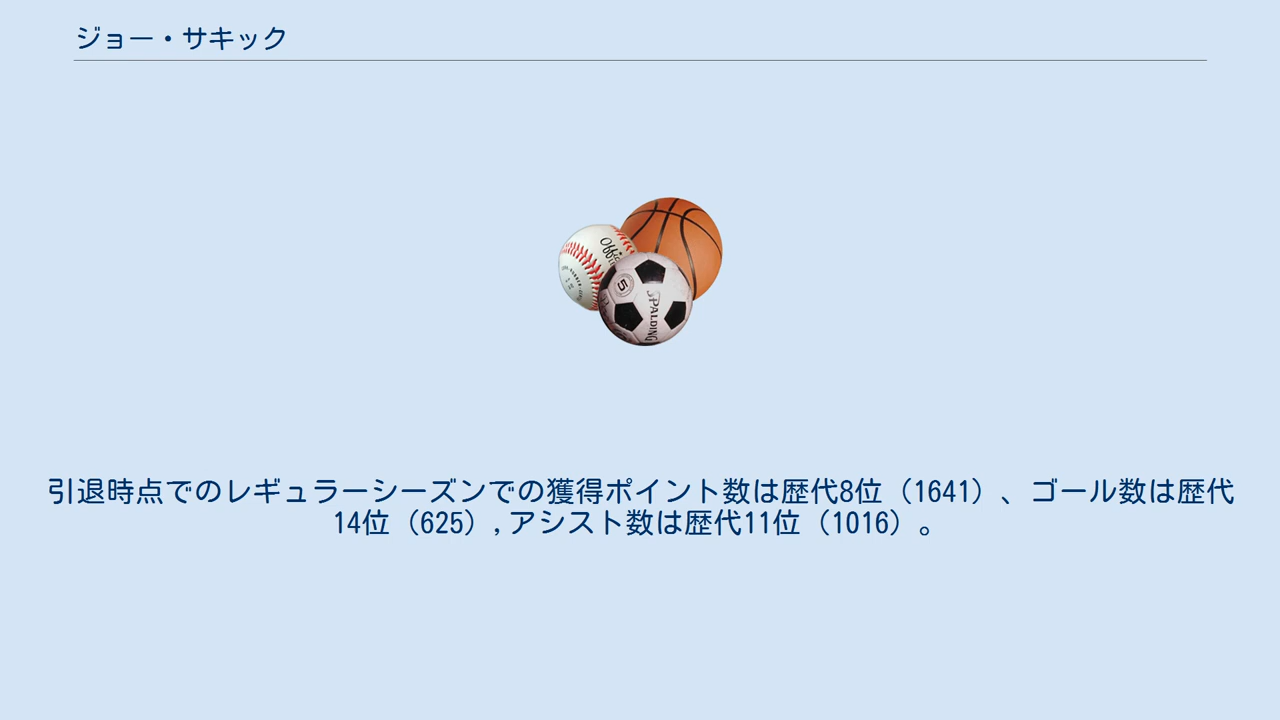 ジョー・サキック
Offic
5
SPALDING
引退時点でのレギュラーシーズンでの獲得ポイント数は歴代8位（1641）、ゴール数は歴代
14位（625）,アシスト数は歴代11位（1016）。